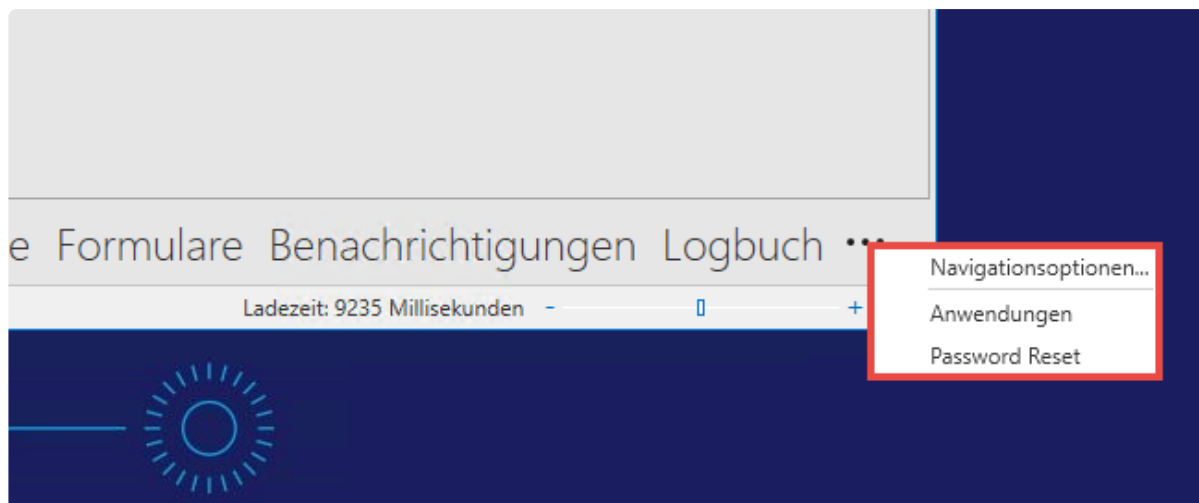 e Formulare Benachrichtigungen Logbuch •••
Navigationsoptionen...
Ladezeit: 9235 Millisekunden - +
Anwendungen
Password Reset